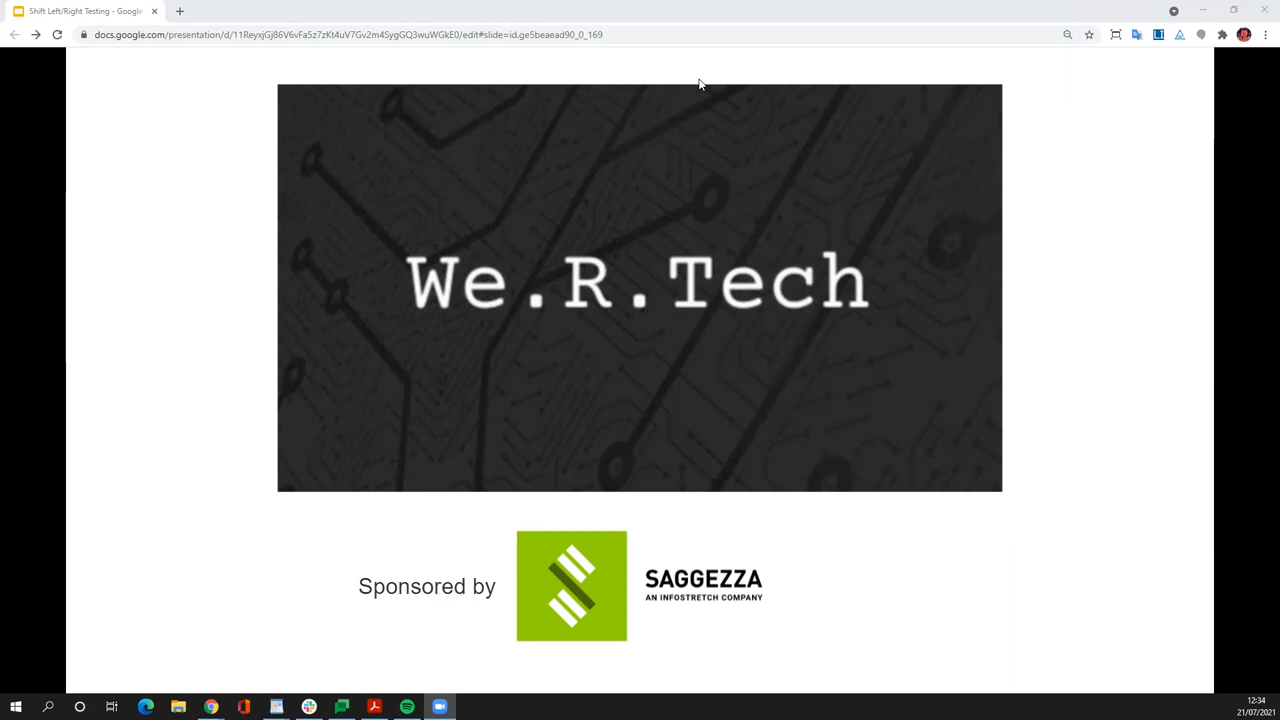 Shift Left/Right Testing - Google
docs.google.com/presentation/d/11ReyxjGj86V6vFa5z7zKt4uV7Gv2m4SygGQ3wuWGkE0/edit#slide=id.ge5beaead90_0_169
We.R.Tech
Sponsored by
SAGGEZZA
AN INFOSTRETCH COMPANY
12:34
21/07/2021